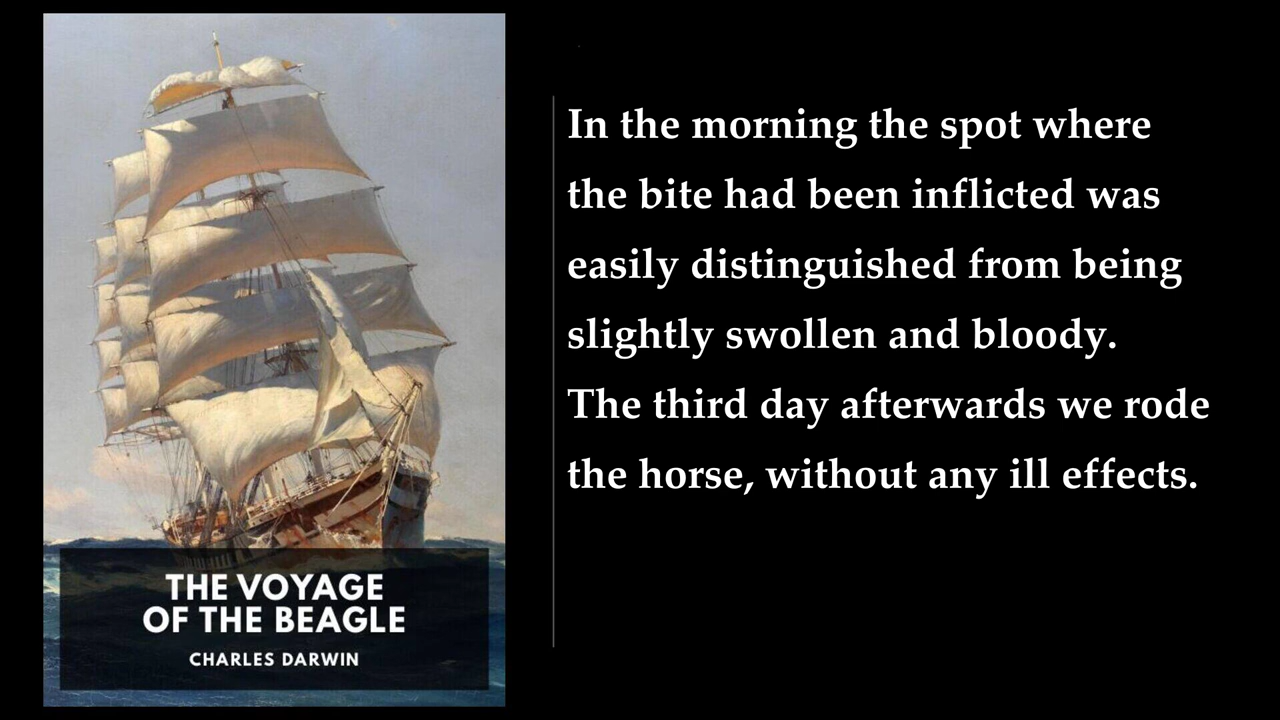 THE VOYAGE
OF THE BEAGLE
CHARLES DARWIN
In the morning the spot where
the bite had been inflicted was
easily distinguished from being
slightly swollen and bloody.
The third day afterwards we rode
the horse, without any ill effects.